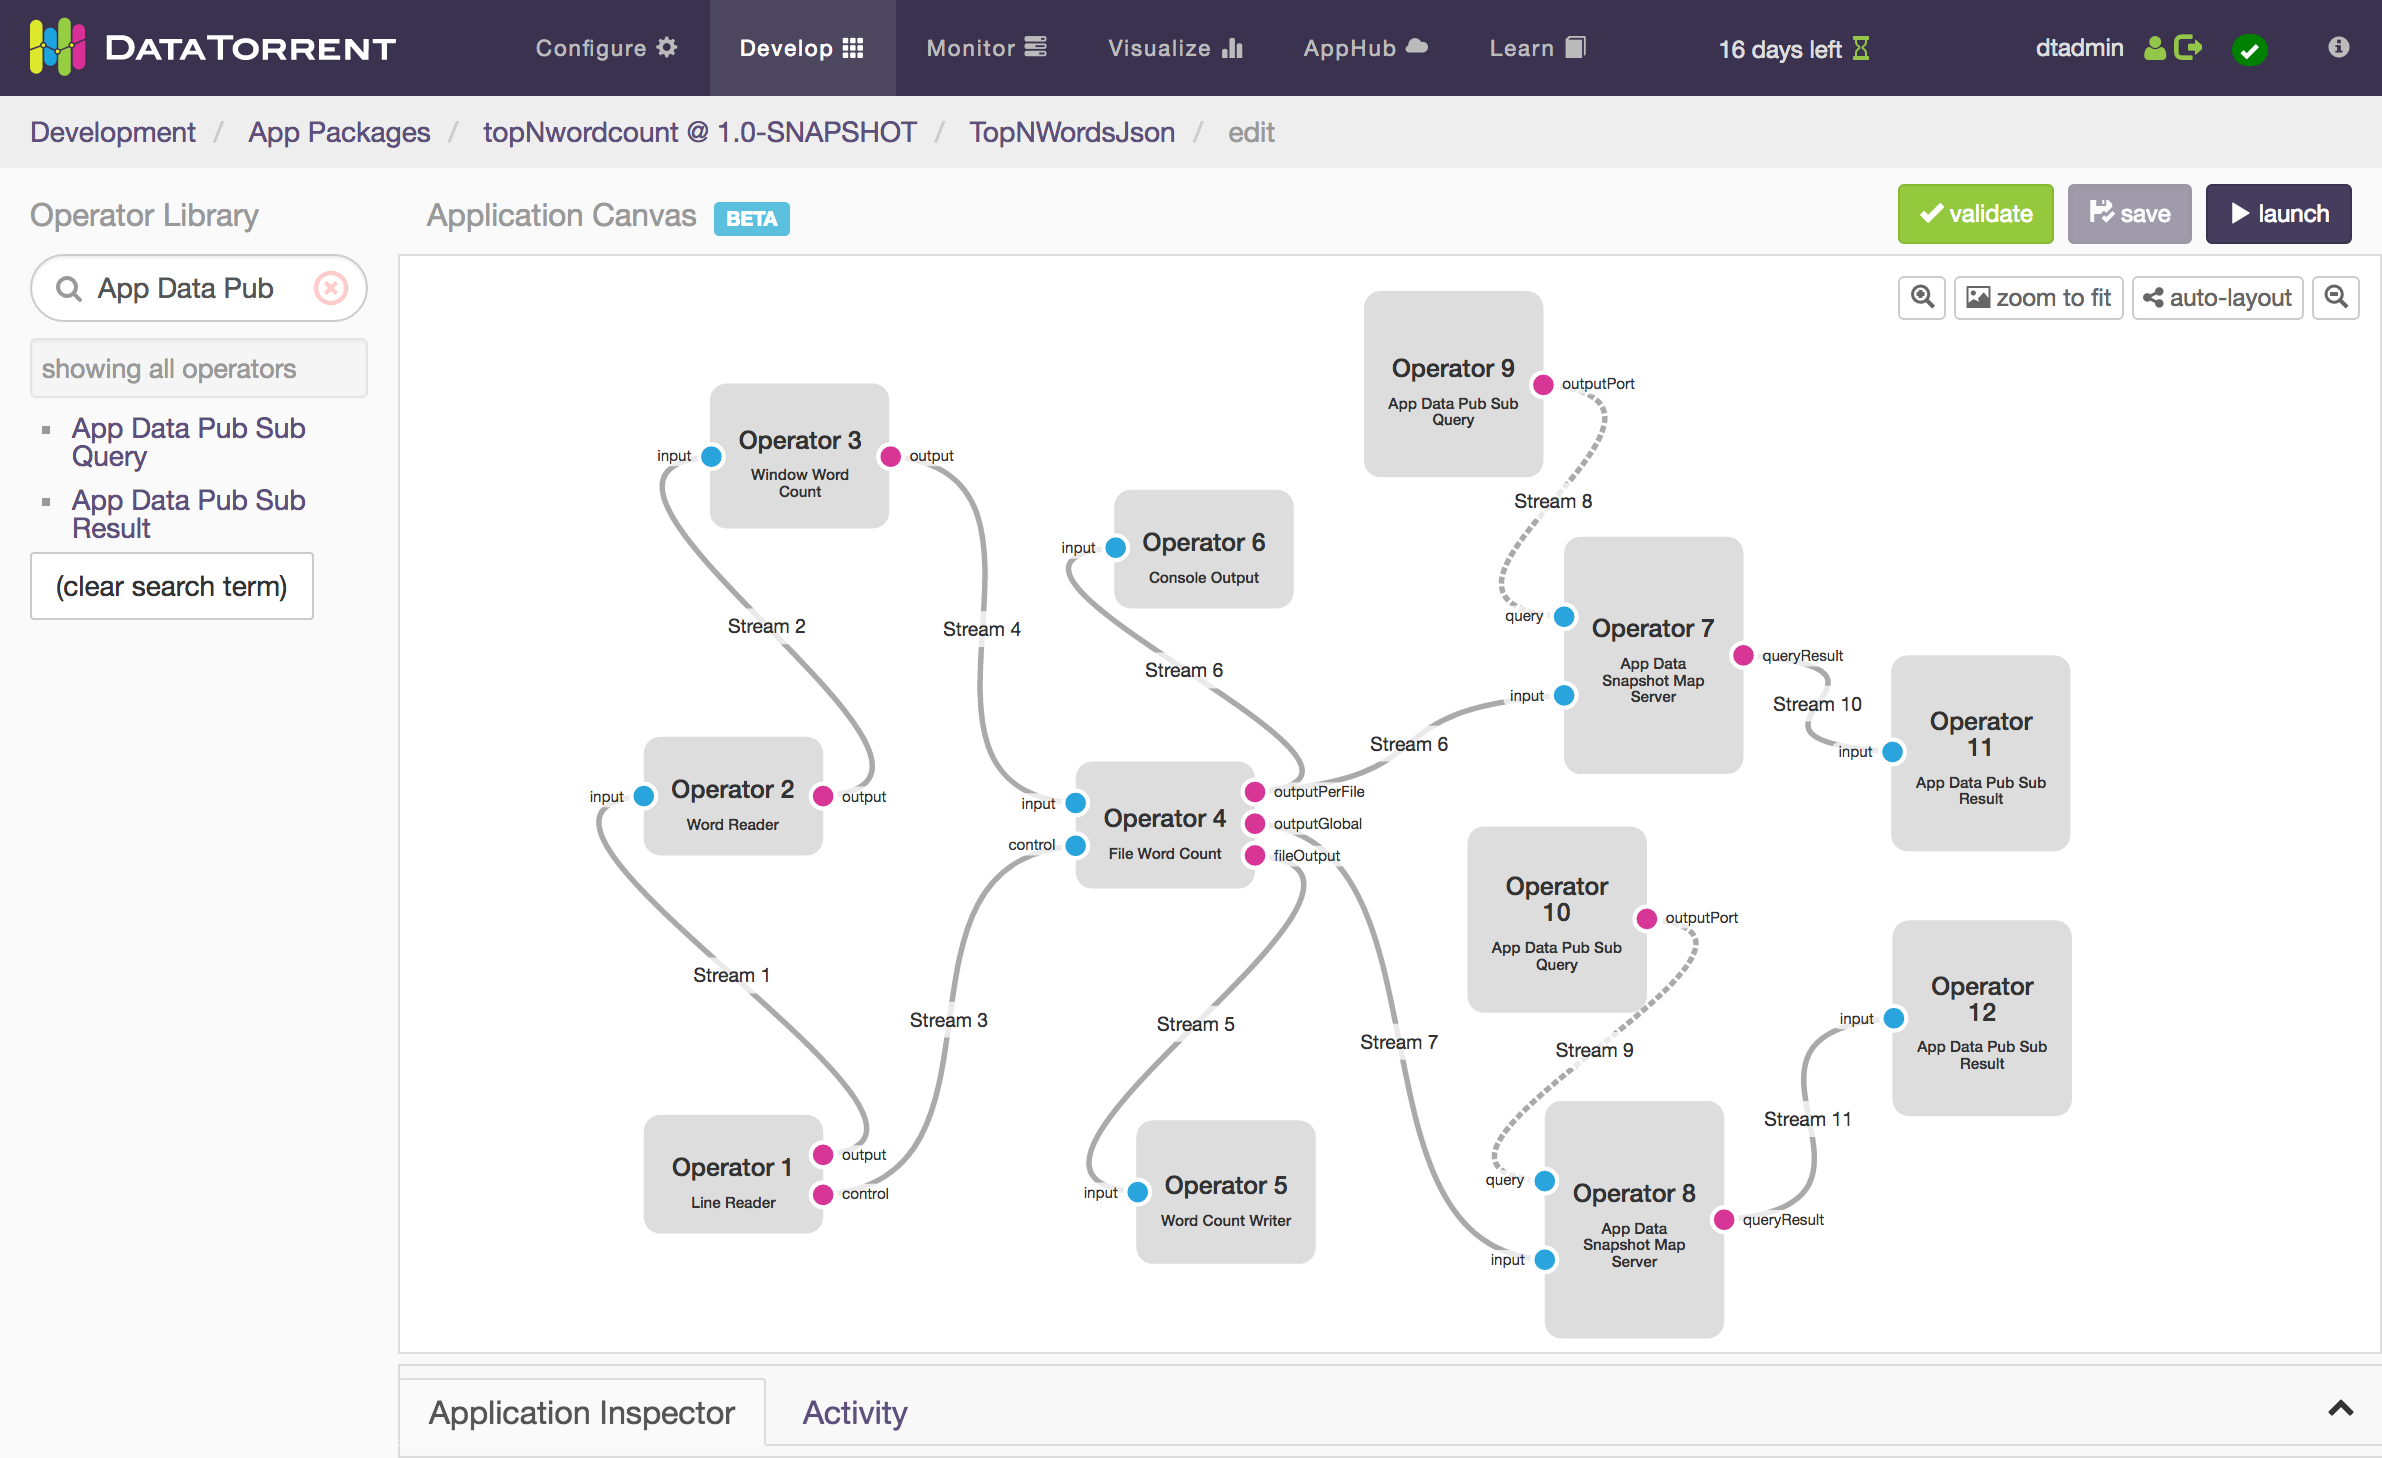 DATATORRENT
Configure
Develop
Monitor
Visualize
AppHub
Learn
16 days left
dtadmin
Development / App Packages / topNwordcount @ 1.0-SNAPSHOT / TopNWordsJson / edit
Operator Library
App Data Pub
showing all operators
App Data Pub Sub
Query
App Data Pub Sub
Result
(clear search term)
Application Canvas BETA
validate
save
launch
zoom to fit
auto-layout
Operator 9
App Data Pub Sub
Query
outputPort
Stream 8
Operator 3
Window Word
Count
input
output
Stream 2
Stream 4
Operator 6
Console Output
input
Stream 6
Operator 7
App Data
Snapshot Map
Server
query
input
queryResult
Stream 10
Stream 6
Operator
11
App Data Pub Sub
Result
input
Operator 2
Word Reader
input
output
Stream 1
Operator 4
File Word Count
input
control
outputPerFile
outputGlobal
fileOutput
Stream 3
Stream 5
Stream 7
Operator
10
App Data Pub Sub
Query
outputPort
Stream 9
Operator
12
App Data Pub Sub
Result
input
Stream 11
Operator 1
Line Reader
output
control
Operator 5
Word Count Writer
input
Operator 8
App Data
Snapshot Map
Server
query
input
queryResult
Application Inspector
Activity